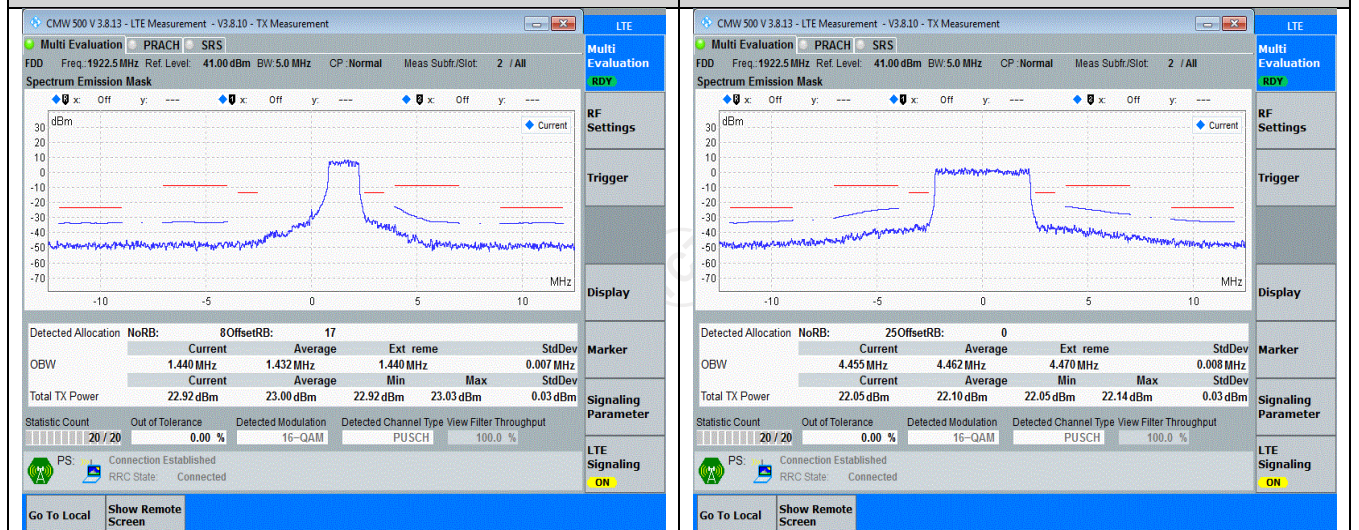 CMW 500 V 3.8.13 - LTE Measurement - V3.8.10 - TX Measurement
LTE
Multi Evaluation PRACH SRS
Multi Evaluation
RDY
FDD Freq.:1922.5 MHz Ref. Level: 41.00 dBm BW:5.0 MHz CP :Normal Meas Subfr./Slot: 2 / All
Spectrum Emission Mask
x: Off y: --- 1 x: Off y: --- x: Off y: ---
RF Settings
dBm
Current
30
20
10
0
-10
-20
-30
-40
-50
-60
-70
MHz
-10 -5 0 5 10
Trigger
Display
Detected Allocation NoRB: 8OffsetRB: 17
Current Average Ext reme StdDev
OBW 1.440 MHz 1.432 MHz 1.440 MHz 0.007 MHz
Current Average Min Max StdDev
Total TX Power 22.92 dBm 23.00 dBm 22.92 dBm 23.03 dBm 0.03 dBm
Marker
Signaling Parameter
Statistic Count Out of Tolerance Detected Modulation Detected Channel Type View Filter Throughput
20 / 20 0.00 % 16-QAM PUSCH 100.0 %
PS: Connection Established
RRC State: Connected
LTE Signaling
ON
Go To Local Show Remote Screen
CMW 500 V 3.8.13 - LTE Measurement - V3.8.10 - TX Measurement
LTE
Multi Evaluation PRACH SRS
Multi Evaluation
RDY
FDD Freq.:1922.5 MHz Ref. Level: 41.00 dBm BW:5.0 MHz CP :Normal Meas Subfr./Slot: 2 / All
Spectrum Emission Mask
x: Off y: --- 1 x: Off y: --- x: Off y: ---
RF Settings
dBm
Current
30
20
10
0
-10
-20
-30
-40
-50
-60
-70
MHz
-10 -5 0 5 10
Trigger
Display
Detected Allocation NoRB: 25OffsetRB: 0
Current Average Ext reme StdDev
OBW 4.455 MHz 4.462 MHz 4.470 MHz 0.008 MHz
Current Average Min Max StdDev
Total TX Power 22.05 dBm 22.10 dBm 22.05 dBm 22.14 dBm 0.03 dBm
Marker
Signaling Parameter
Statistic Count Out of Tolerance Detected Modulation Detected Channel Type View Filter Throughput
20 / 20 0.00 % 16-QAM PUSCH 100.0 %
PS: Connection Established
RRC State: Connected
LTE Signaling
ON
Go To Local Show Remote Screen